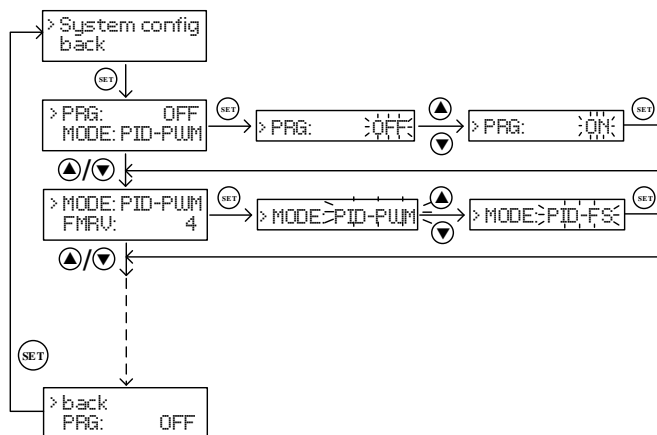 > System config
back
SET
> PRG: OFF
MODE: PID-PWM
SET
> PRG: OFF
> PRG: ON
SET
/
> MODE: PID-PWM
FMRV: 4
SET
> MODE: PID-PWM
> MODE: PID-FS
SET
/
SET
> back
PRG: OFF